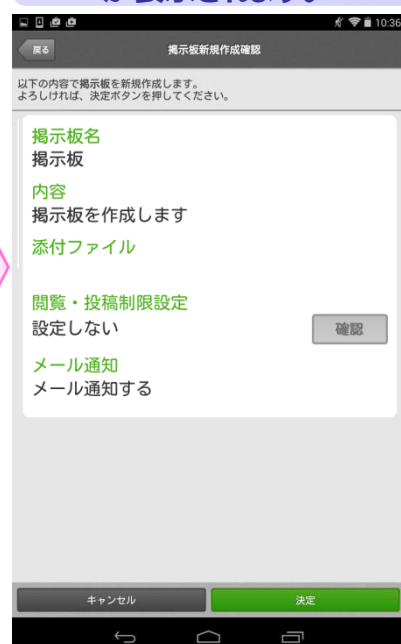 が表示されます。
10:36
戻る
掲示板新規作成確認
以下の内容で掲示板を新規作成します。
よろしければ、決定ボタンを押してください。
掲示板名
掲示板
内容
掲示板を作成します
添付ファイル
閲覧・投稿制限設定
設定しない
確認
メール通知
メール通知する
キャンセル
決定